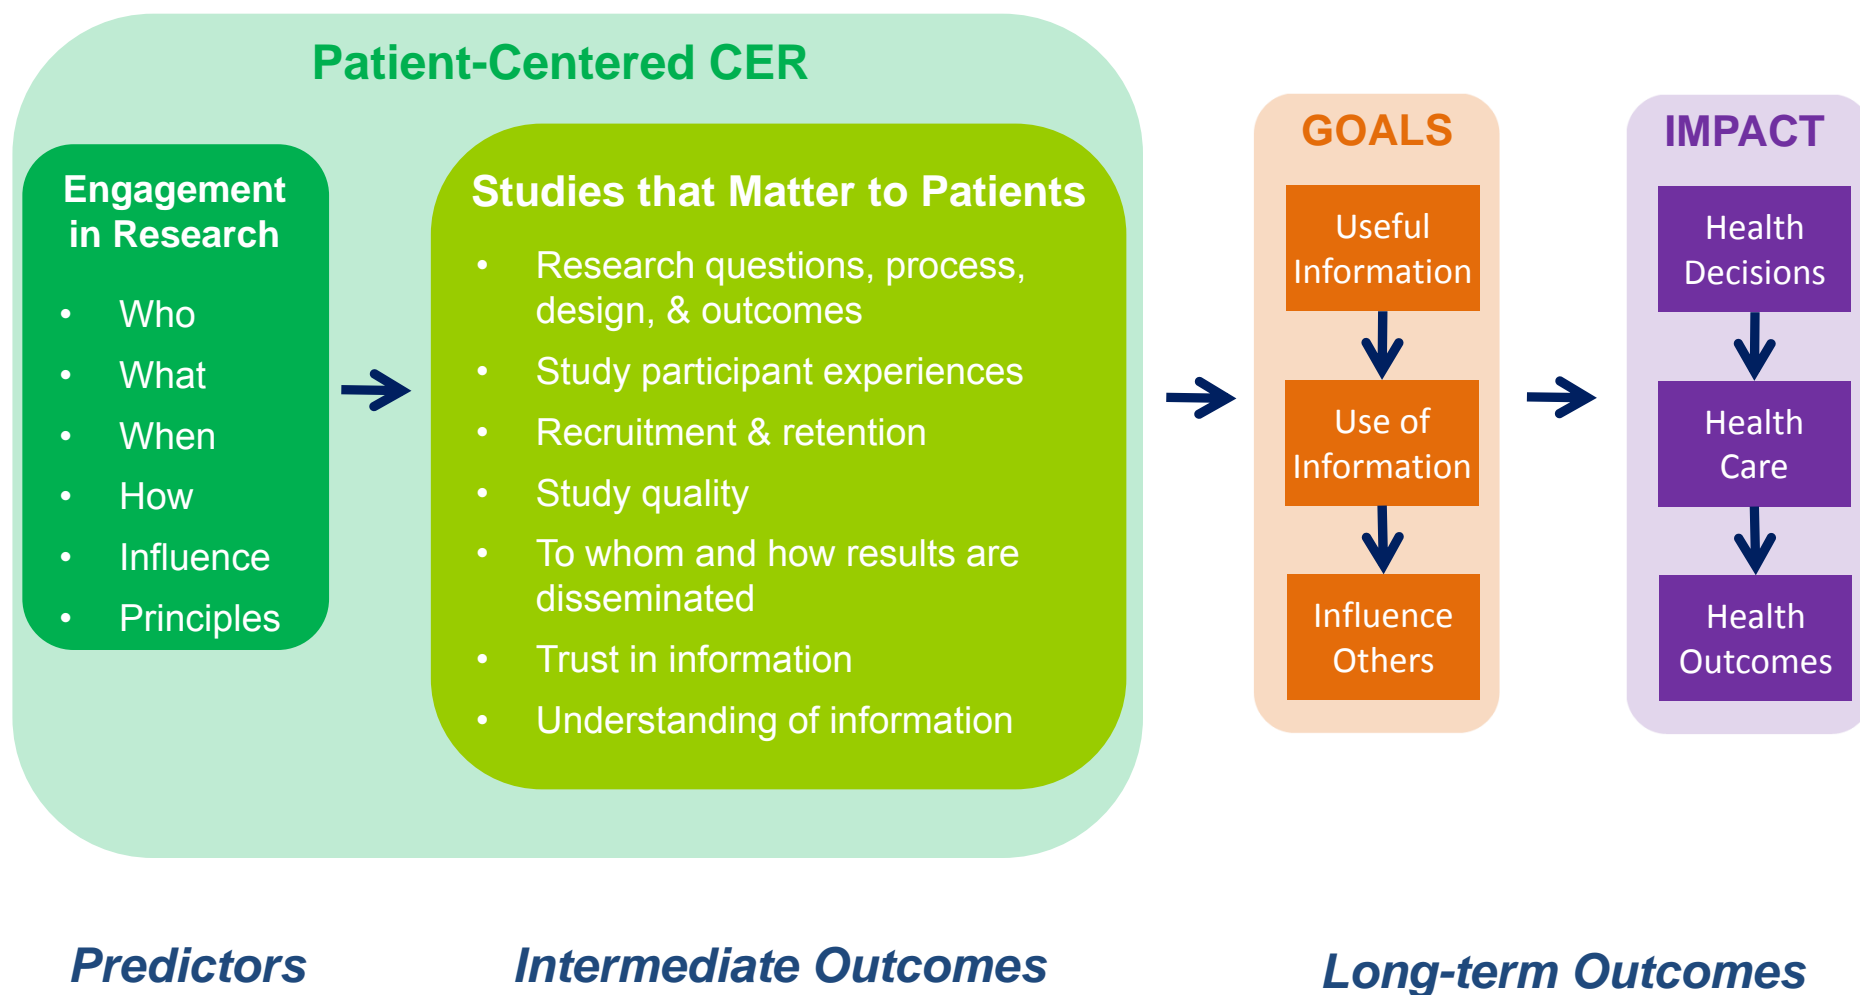 Patient-Centered CER
Engagement
in Research
• Who
• What
• When
• How
• Influence
• Principles
Studies that Matter to Patients
• Research questions, process,
design, & outcomes
• Study participant experiences
• Recruitment & retention
• Study quality
• To whom and how results are
disseminated
• Trust in information
• Understanding of information
GOALS
Useful
Information
Use of
Information
Influence
Others
IMPACT
Health
Decisions
Health
Care
Health
Outcomes
Predictors
Intermediate Outcomes
Long-term Outcomes